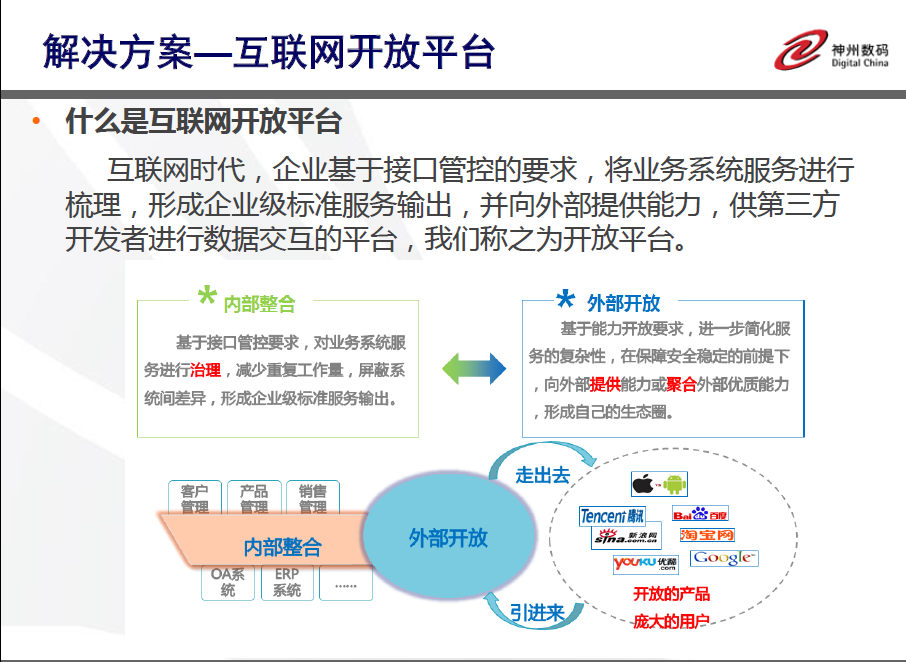 解决方案—互联网开放平台
神州数码
Digital China
• 什么是互联网开放平台
互联网时代，企业基于接口管控的要求，将业务系统服务进行
梳理，形成企业级标准服务输出，并向外部提供能力，供第三方
开发者进行数据交互的平台，我们称之为开放平台。
* 内部整合
基于接口管控要求，对业务系统服
务进行治理，减少重复工作量，屏蔽系
统间差异，形成企业级标准服务输出。
* 外部开放
基于能力开放要求，进一步简化服
务的复杂性，在保障安全稳定的前提下
，向外部提供能力或聚合外部优质能力
，形成自己的生态圈。
客户
管理
产品
管理
销售
管理
内部整合
OA系
统
ERP
系统
……
外部开放
走出去
引进来
Tencent 腾讯
Bai 百度
sina 新浪网
.com.cn
淘宝网
YOUKU 优酷
.com
Google
开放的产品
庞大的用户